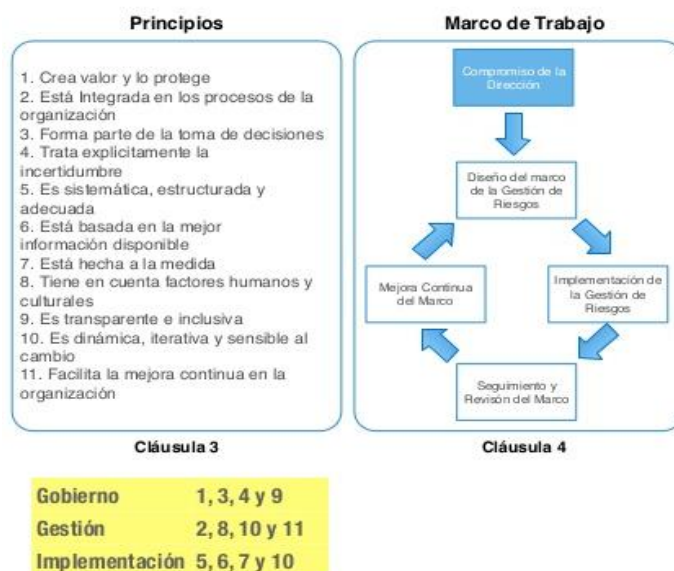 Principios
1. Crea valor y lo protege
2. Está Integrada en los procesos de la
organización
3. Forma parte de la toma de decisiones
4. Trata explícitamente la
incertidumbre
5. Es sistemática, estructurada y
adecuada
6. Está basada en la mejor
información disponible
7. Está hecha a la medida
8. Tiene en cuenta factores humanos y
culturales
9. Es transparente e inclusiva
10. Es dinámica, iterativa y sensible al
cambio
11. Facilita la mejora continua en la
organización
Cláusula 3
Marco de Trabajo
Compromiso de la
Dirección
Diseño del marco
de la Gestión de
Riesgos
Implementación de
la Gestión de
Riesgos
Seguimiento y
Revisón del Marco
Mejora Continua
del Marco
Cláusula 4
Gobierno 1, 3, 4 y 9
Gestión 2, 8, 10 y 11
Implementación 5, 6, 7 y 10